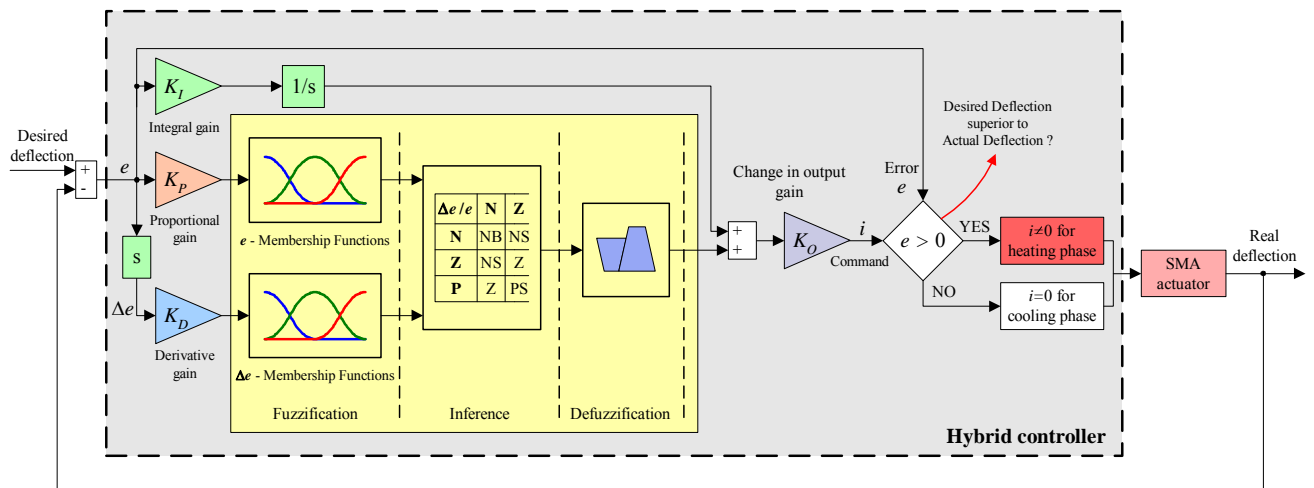 Desired
deflection
+
-
e
K_I
Integral gain
1/s
K_P
Proportional
gain
s
Δe
K_D
Derivative
gain
e - Membership Functions
Δe - Membership Functions
Fuzzification
Δe/e N Z
N NB NS
Z NS Z
P Z PS
Inference
Defuzzification
+
+
Change in output
gain
K_O
i
Command
Error
e
Desired Deflection
superior to
Actual Deflection ?
e > 0
YES
NO
i≠0 for
heating phase
i=0 for
cooling phase
Hybrid controller
SMA
actuator
Real
deflection